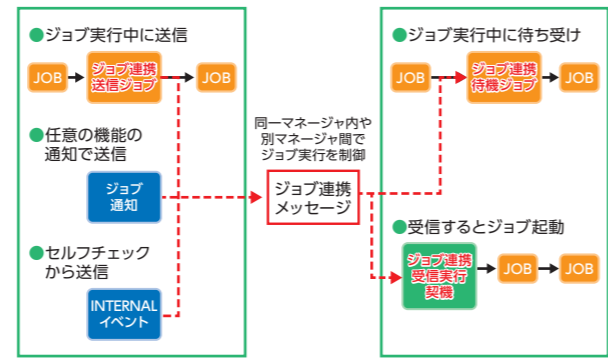 ●ジョブ実行中に送信
JOB
ジョブ連携
送信ジョブ
JOB
●任意の機能の
通知で送信
ジョブ
通知
●セルフチェック
から送信
INTERNAL
イベント
同一マネージャ内や
別マネージャ間で
ジョブ実行を制御
ジョブ連携
メッセージ
●ジョブ実行中に待ち受け
JOB
ジョブ連携
待機ジョブ
JOB
●受信するとジョブ起動
ジョブ連携
受信実行
契機
JOB
JOB